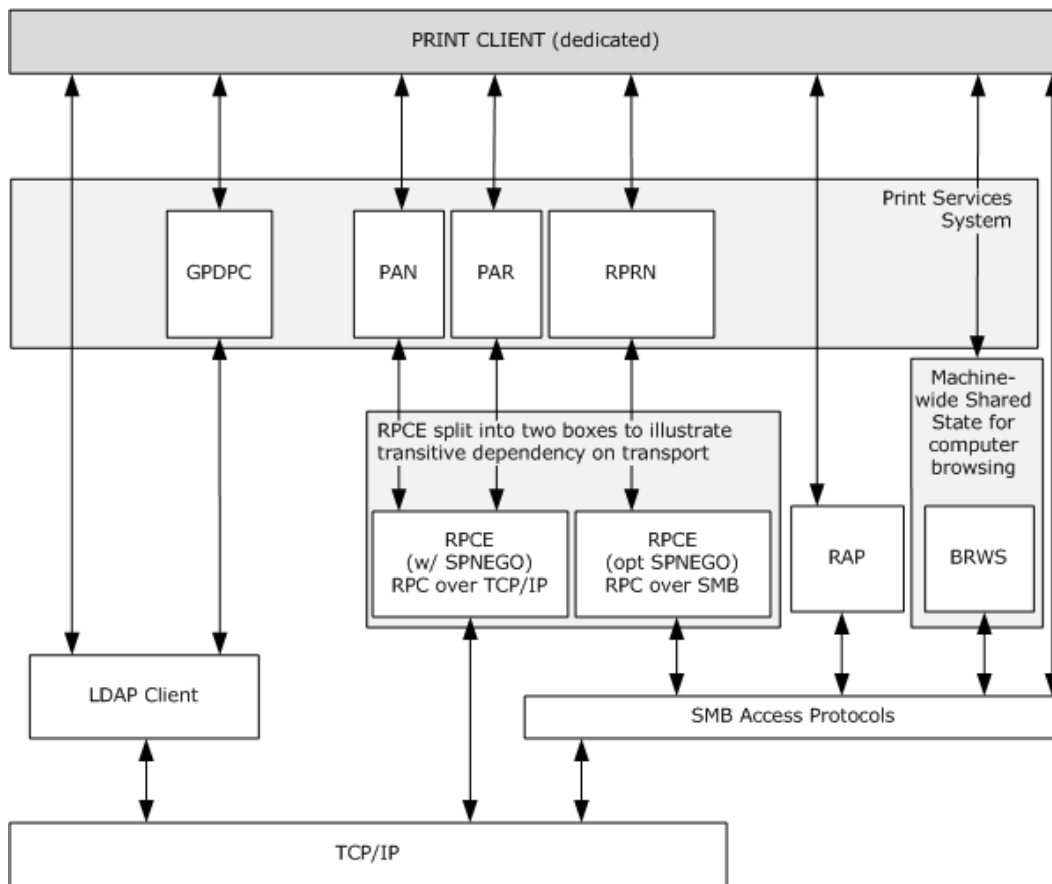 PRINT CLIENT (dedicated)
Print Services
System
GPDPC
PAN
PAR
RPRN
Machine-
wide Shared
State for
computer
browsing
RPCE split into two boxes to illustrate
transitive dependency on transport
RPCE
(w/ SPNEGO)
RPC over TCP/IP
RPCE
(opt SPNEGO)
RPC over SMB
RAP
BRWS
LDAP Client
SMB Access Protocols
TCP/IP